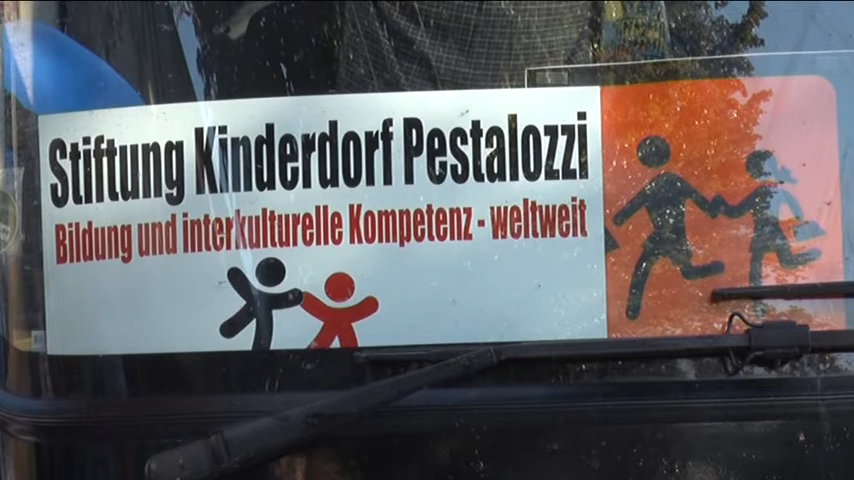 Stiftung Kinderdorf Pestalozzi
Bildung und interkulturelle Kompetenz - weltweit